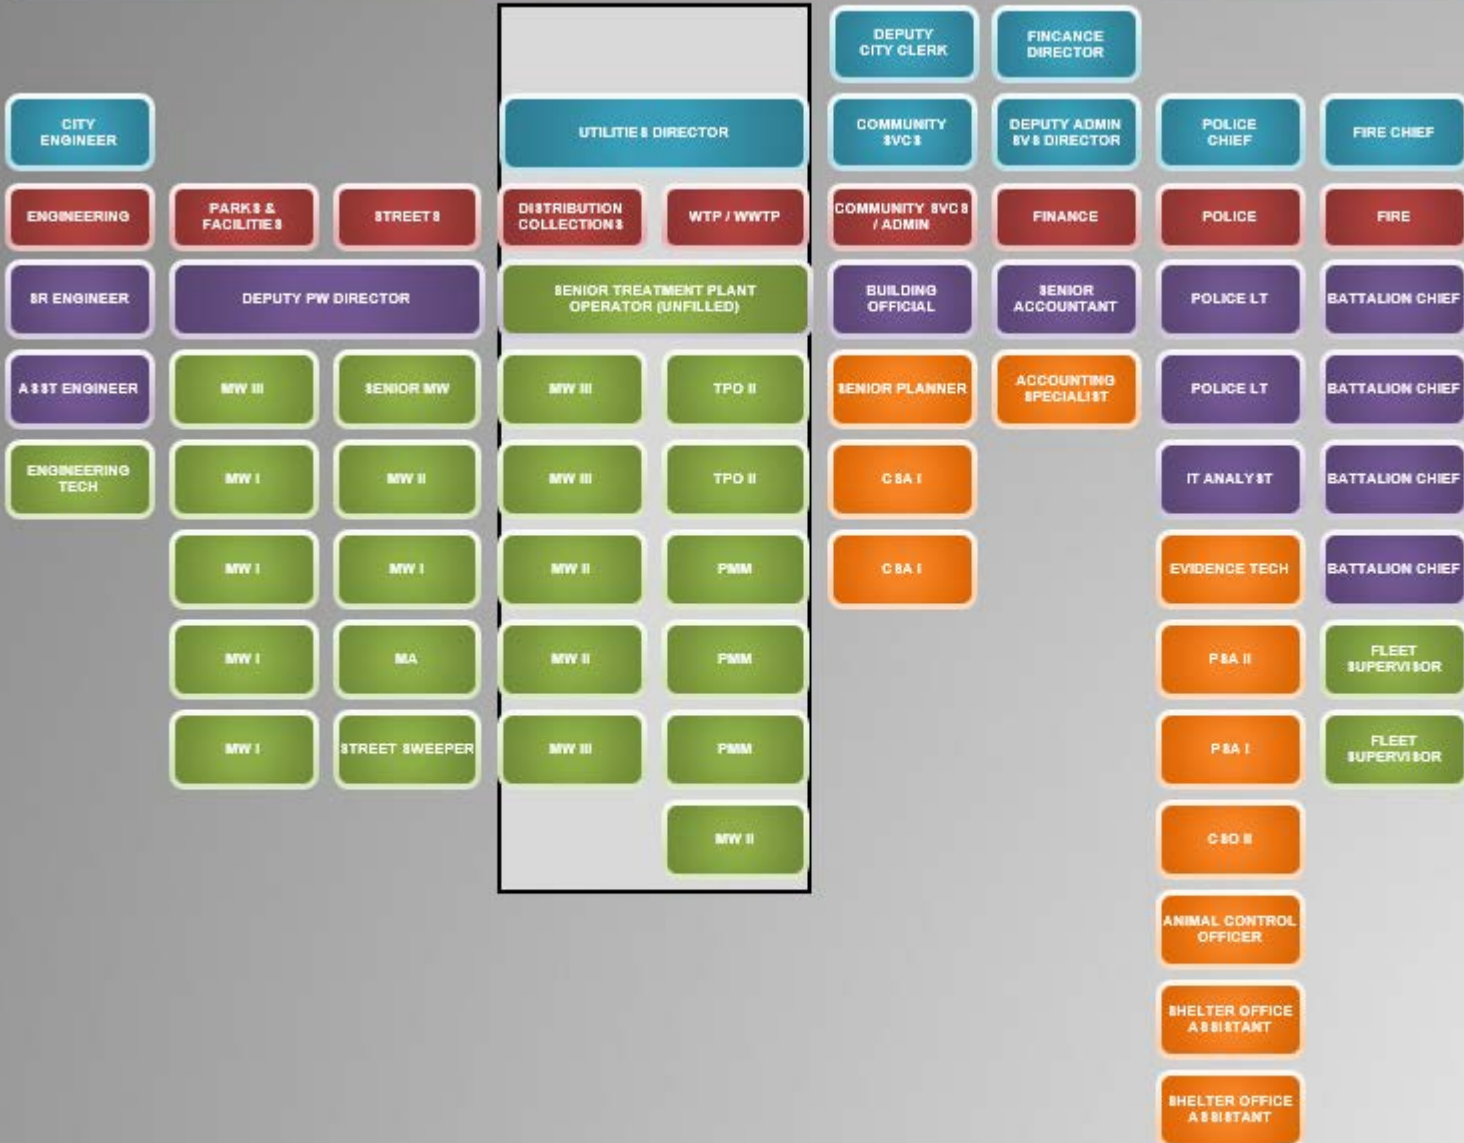 DEPUTY
CITY CLERK
FINCANCE
DIRECTOR
CITY
ENGINEER
UTILITIES DIRECTOR
COMMUNITY
SVCS
DEPUTY ADMIN
SVS DIRECTOR
POLICE
CHIEF
FIRE CHIEF
ENGINEERING
PARKS &
FACILITIES
STREETS
DISTRIBUTION
COLLECTIONS
WTP / WWTP
COMMUNITY SVCS
/ ADMIN
FINANCE
POLICE
FIRE
SR ENGINEER
DEPUTY PW DIRECTOR
SENIOR TREATMENT PLANT
OPERATOR (UNFILLED)
BUILDING
OFFICIAL
SENIOR
ACCOUNTANT
POLICE LT
BATTALION CHIEF
ASST ENGINEER
MW III
SENIOR MW
MW III
TPO II
SENIOR PLANNER
ACCOUNTING
SPECIALIST
POLICE LT
BATTALION CHIEF
ENGINEERING
TECH
MW I
MW II
MW III
TPO II
CSA I
IT ANALYST
BATTALION CHIEF
MW I
MW I
MW II
PMM
CSA I
EVIDENCE TECH
BATTALION CHIEF
MW I
MA
MW II
PMM
PSA II
FLEET
SUPERVISOR
MW I
STREET SWEEPER
MW III
PMM
PSA I
FLEET
SUPERVISOR
MW II
CSO II
ANIMAL CONTROL
OFFICER
SHELTER OFFICE
ASSISTANT
SHELTER OFFICE
ASSISTANT